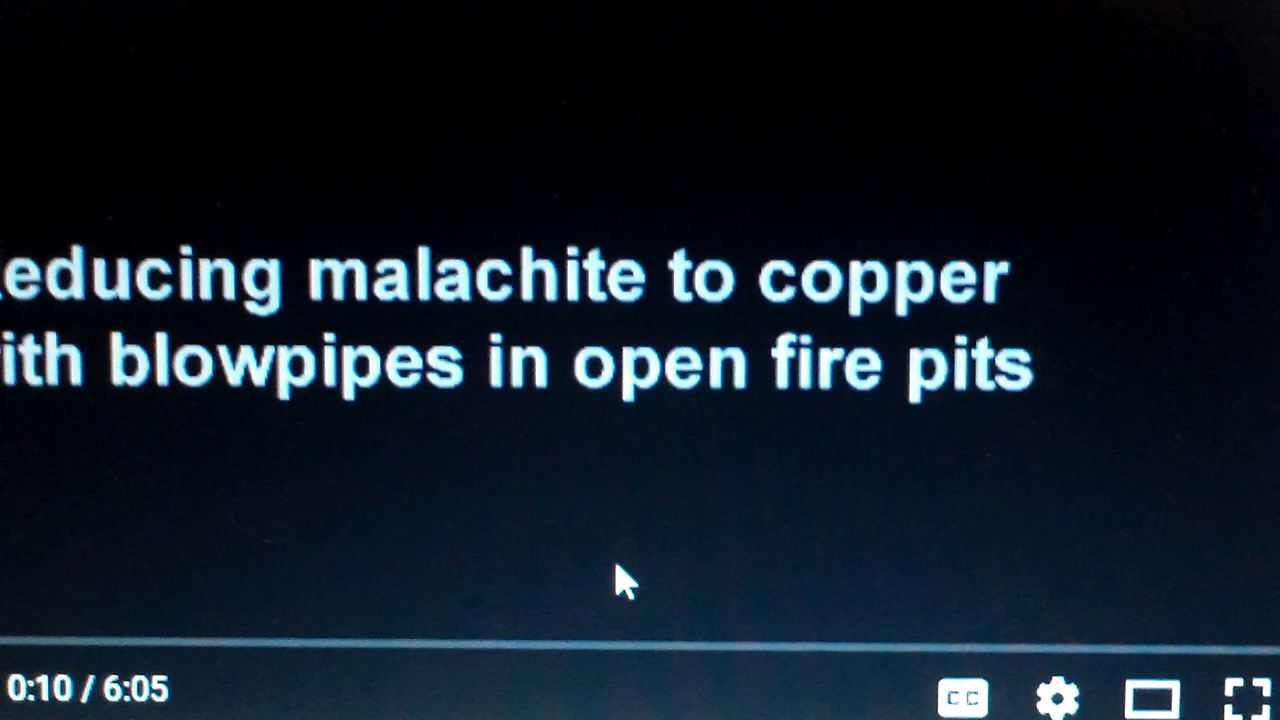 educing malachite to copper
ith blowpipes in open fire pits
0:10 / 6:05
CC